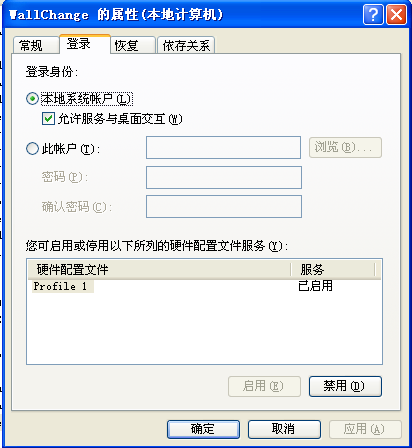 WallChange 的属性(本地计算机)
常规 登录 恢复 依存关系
登录身份:
本地系统帐户(L)
允许服务与桌面交互(W)
此帐户(T):
浏览(B)...
密码(P):
确认密码(C):
您可启用或停用以下所列的硬件配置文件服务(Y):
硬件配置文件 服务
Profile 1 已启用
启用(E) 禁用(D)
确定 取消 应用(A)